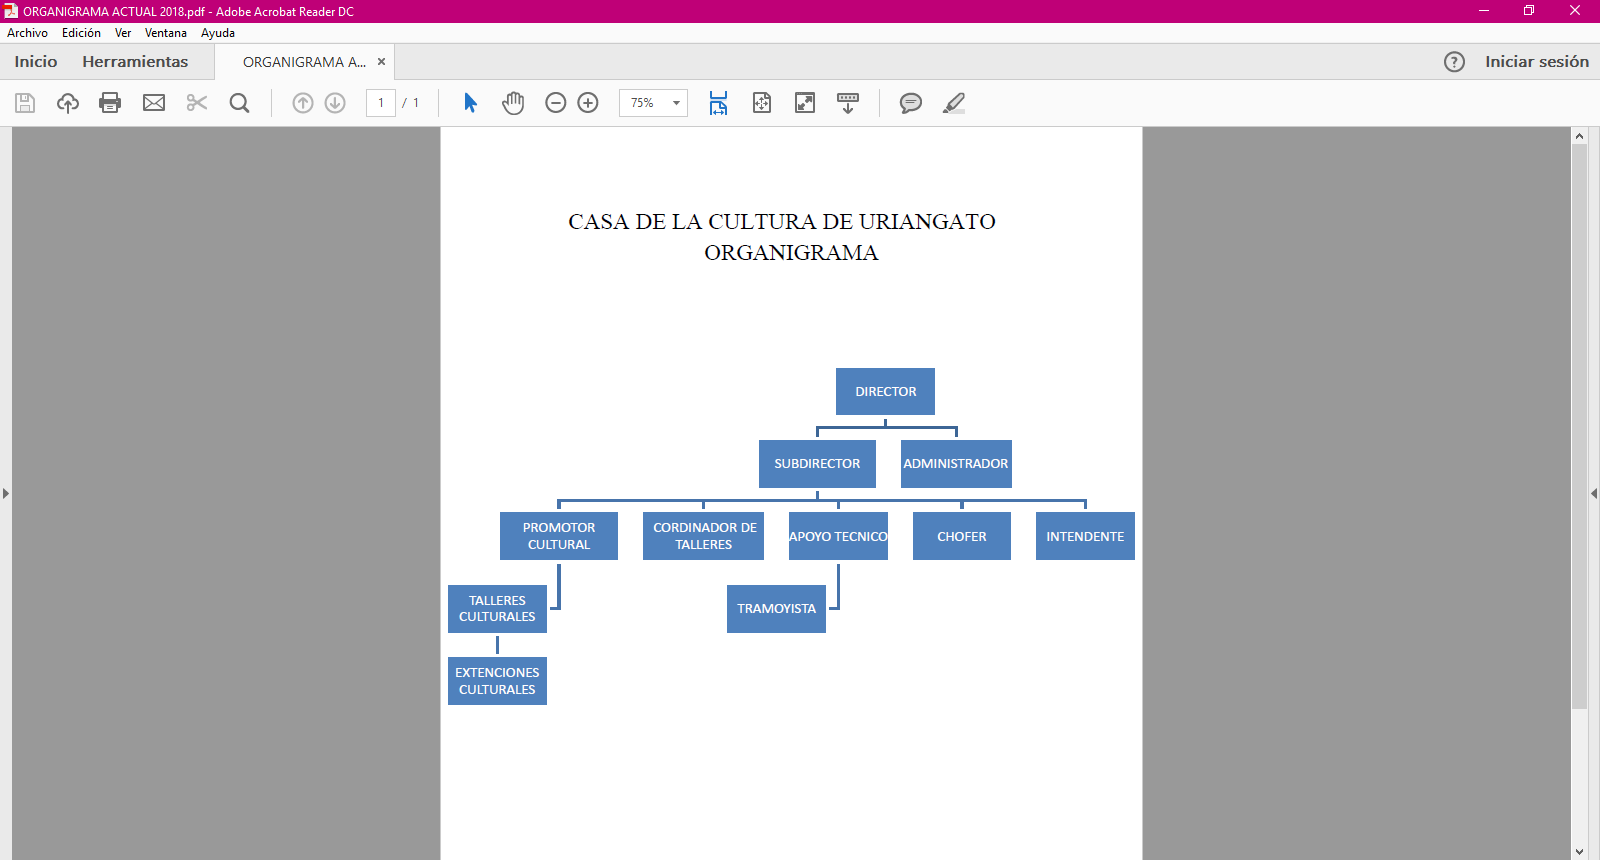 ORGANIGRAMA ACTUAL 2018.pdf - Adobe Acrobat Reader DC
Archivo Edición Ver Ventana Ayuda
Inicio Herramientas ORGANIGRAMA A... × ? Iniciar sesión
1 / 1 75%
CASA DE LA CULTURA DE URIANGATO
ORGANIGRAMA
DIRECTOR
SUBDIRECTOR ADMINISTRADOR
PROMOTOR
CULTURAL
CORDINADOR DE
TALLERES
APOYO TECNICO
CHOFER
INTENDENTE
TALLERES
CULTURALES
TRAMOYISTA
EXTENCIONES
CULTURALES